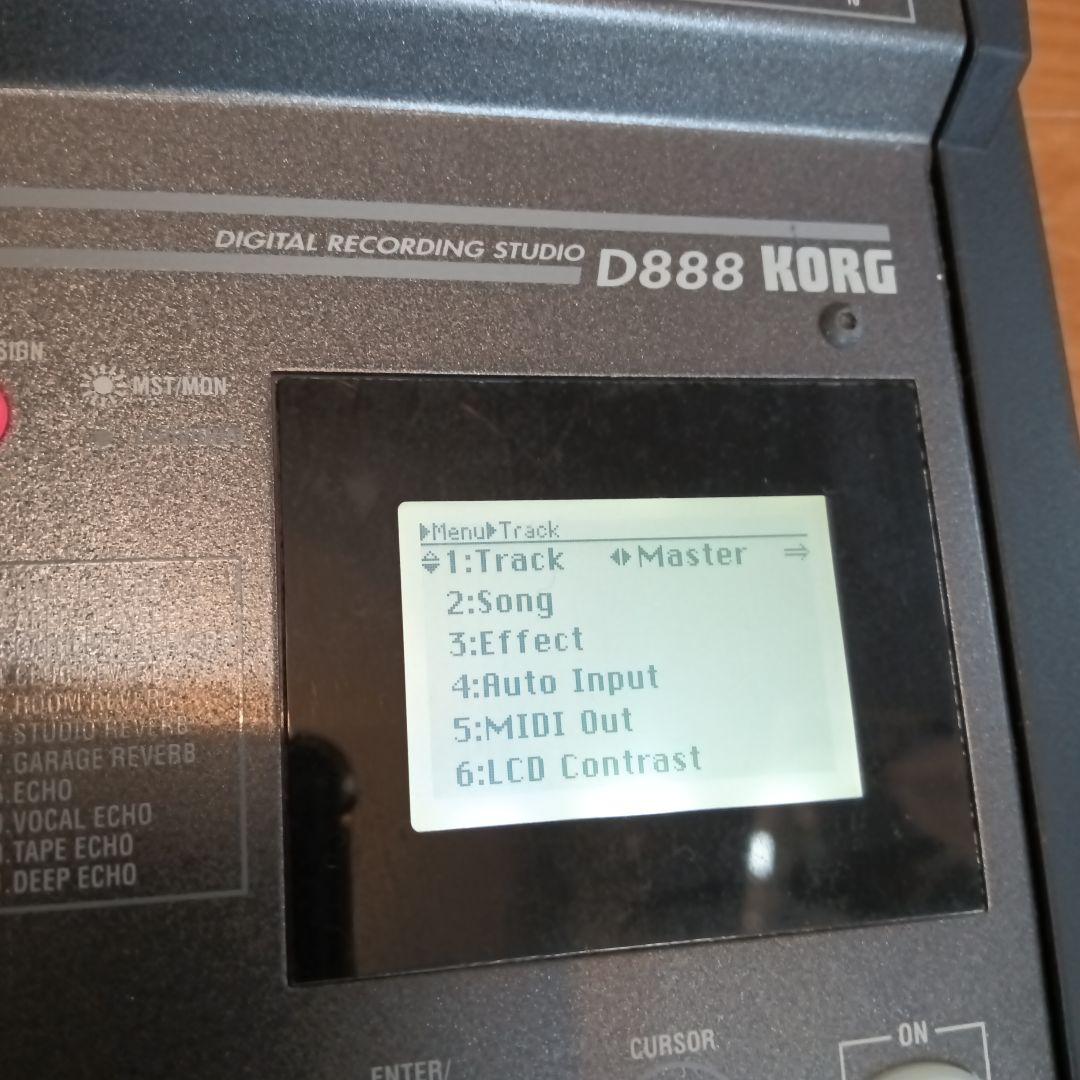 DIGITAL RECORDING STUDIO D888 KORG
SIGN
MST/MON
Menu Track
1:Track Master
2:Song
3:Effect
4:Auto Input
5:MIDI Out
6:LCD Contrast
STUDIO REVERB
GARAGE REVERB
ECHO
VOCAL ECHO
TAPE ECHO
DEEP ECHO
ENTER/
CURSOR
ON